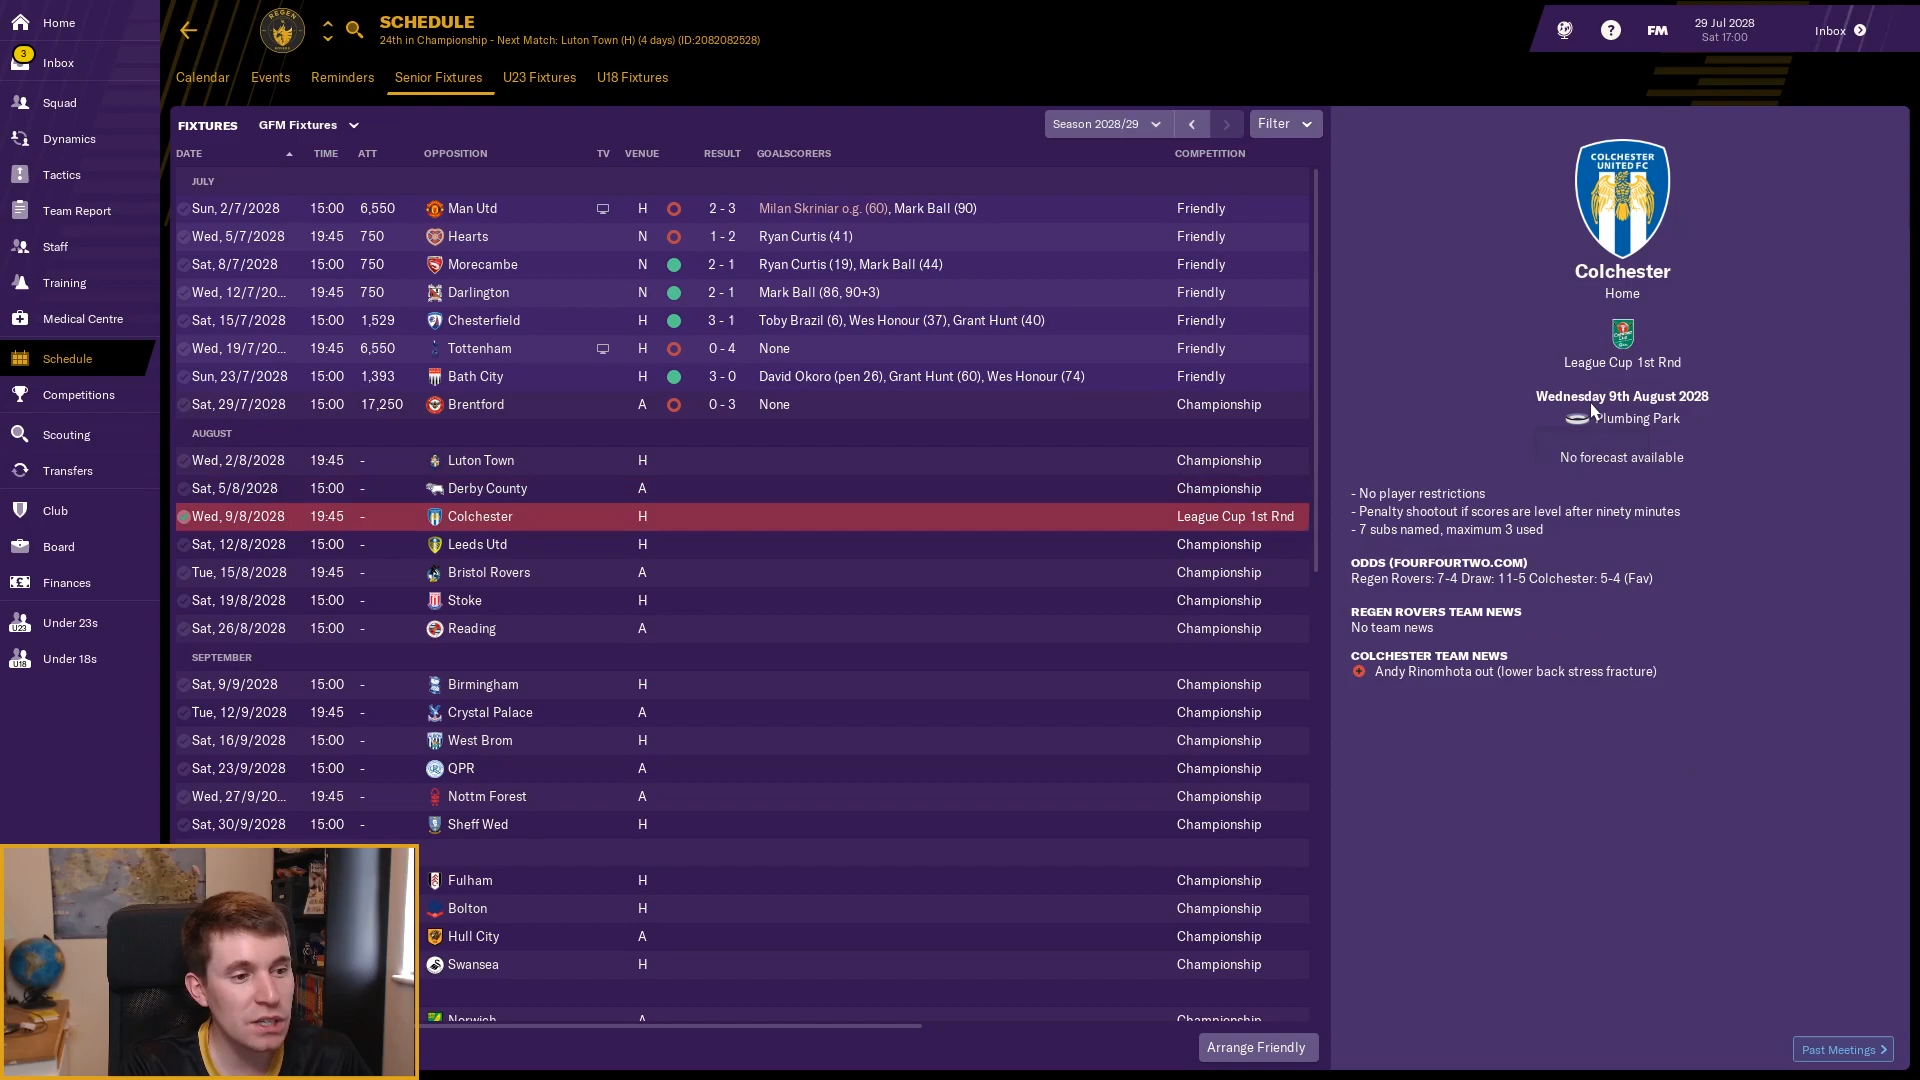 Home
3
Inbox
Squad
Dynamics
Tactics
Team Report
Staff
Training
Medical Centre
Schedule
Competitions
Scouting
Transfers
Club
Board
Finances
U23
Under 23s
U18
Under 18s
SCHEDULE
24th in Championship - Next Match: Luton Town (H) (4 days) (ID:2082082528)
? FM 29 Jul 2028
Sat 17:00
Inbox
Calendar Events Reminders Senior Fixtures U23 Fixtures U18 Fixtures
FIXTURES GFM Fixtures Season 2028/29 Filter
DATE TIME ATT OPPOSITION TV VENUE RESULT GOALSCORERS COMPETITION
JULY
Sun, 2/7/2028 15:00 6,550 Man Utd H 2 - 3 Milan Skriniar o.g. (60), Mark Ball (90) Friendly
Wed, 5/7/2028 19:45 750 Hearts N 1 - 2 Ryan Curtis (41) Friendly
Sat, 8/7/2028 15:00 750 Morecambe N 2 - 1 Ryan Curtis (19), Mark Ball (44) Friendly
Wed, 12/7/20... 19:45 750 Darlington N 2 - 1 Mark Ball (86, 90+3) Friendly
Sat, 15/7/2028 15:00 1,529 Chesterfield H 3 - 1 Toby Brazil (6), Wes Honour (37), Grant Hunt (40) Friendly
Wed, 19/7/20... 19:45 6,550 Tottenham H 0 - 4 None Friendly
Sun, 23/7/2028 15:00 1,393 Bath City H 3 - 0 David Okoro (pen 26), Grant Hunt (60), Wes Honour (74) Friendly
Sat, 29/7/2028 15:00 17,250 Brentford A 0 - 3 None Championship
AUGUST
Wed, 2/8/2028 19:45 - Luton Town H Championship
Sat, 5/8/2028 15:00 - Derby County A Championship
Wed, 9/8/2028 19:45 - Colchester H League Cup 1st Rnd
Sat, 12/8/2028 15:00 - Leeds Utd H Championship
Tue, 15/8/2028 19:45 - Bristol Rovers A Championship
Sat, 19/8/2028 15:00 - Stoke H Championship
Sat, 26/8/2028 15:00 - Reading A Championship
SEPTEMBER
Sat, 9/9/2028 15:00 - Birmingham H Championship
Tue, 12/9/2028 19:45 - Crystal Palace A Championship
Sat, 16/9/2028 15:00 - West Brom H Championship
Sat, 23/9/2028 15:00 - QPR A Championship
Wed, 27/9/20... 19:45 - Nottm Forest A Championship
Sat, 30/9/2028 15:00 - Sheff Wed H Championship
Fulham H Championship
Bolton H Championship
Hull City A Championship
Swansea H Championship
Norwich A Championship
Arrange Friendly
COLCHESTER
UNITED FC
Colchester
Home
League Cup 1st Rnd
Wednesday 9th August 2028
Plumbing Park
No forecast available
- No player restrictions
- Penalty shootout if scores are level after ninety minutes
- 7 subs named, maximum 3 used
ODDS (FOURFOURTWO.COM)
Regen Rovers: 7-4 Draw: 11-5 Colchester: 5-4 (Fav)
REGEN ROVERS TEAM NEWS
No team news
COLCHESTER TEAM NEWS
Andy Rinomhota out (lower back stress fracture)
Past Meetings